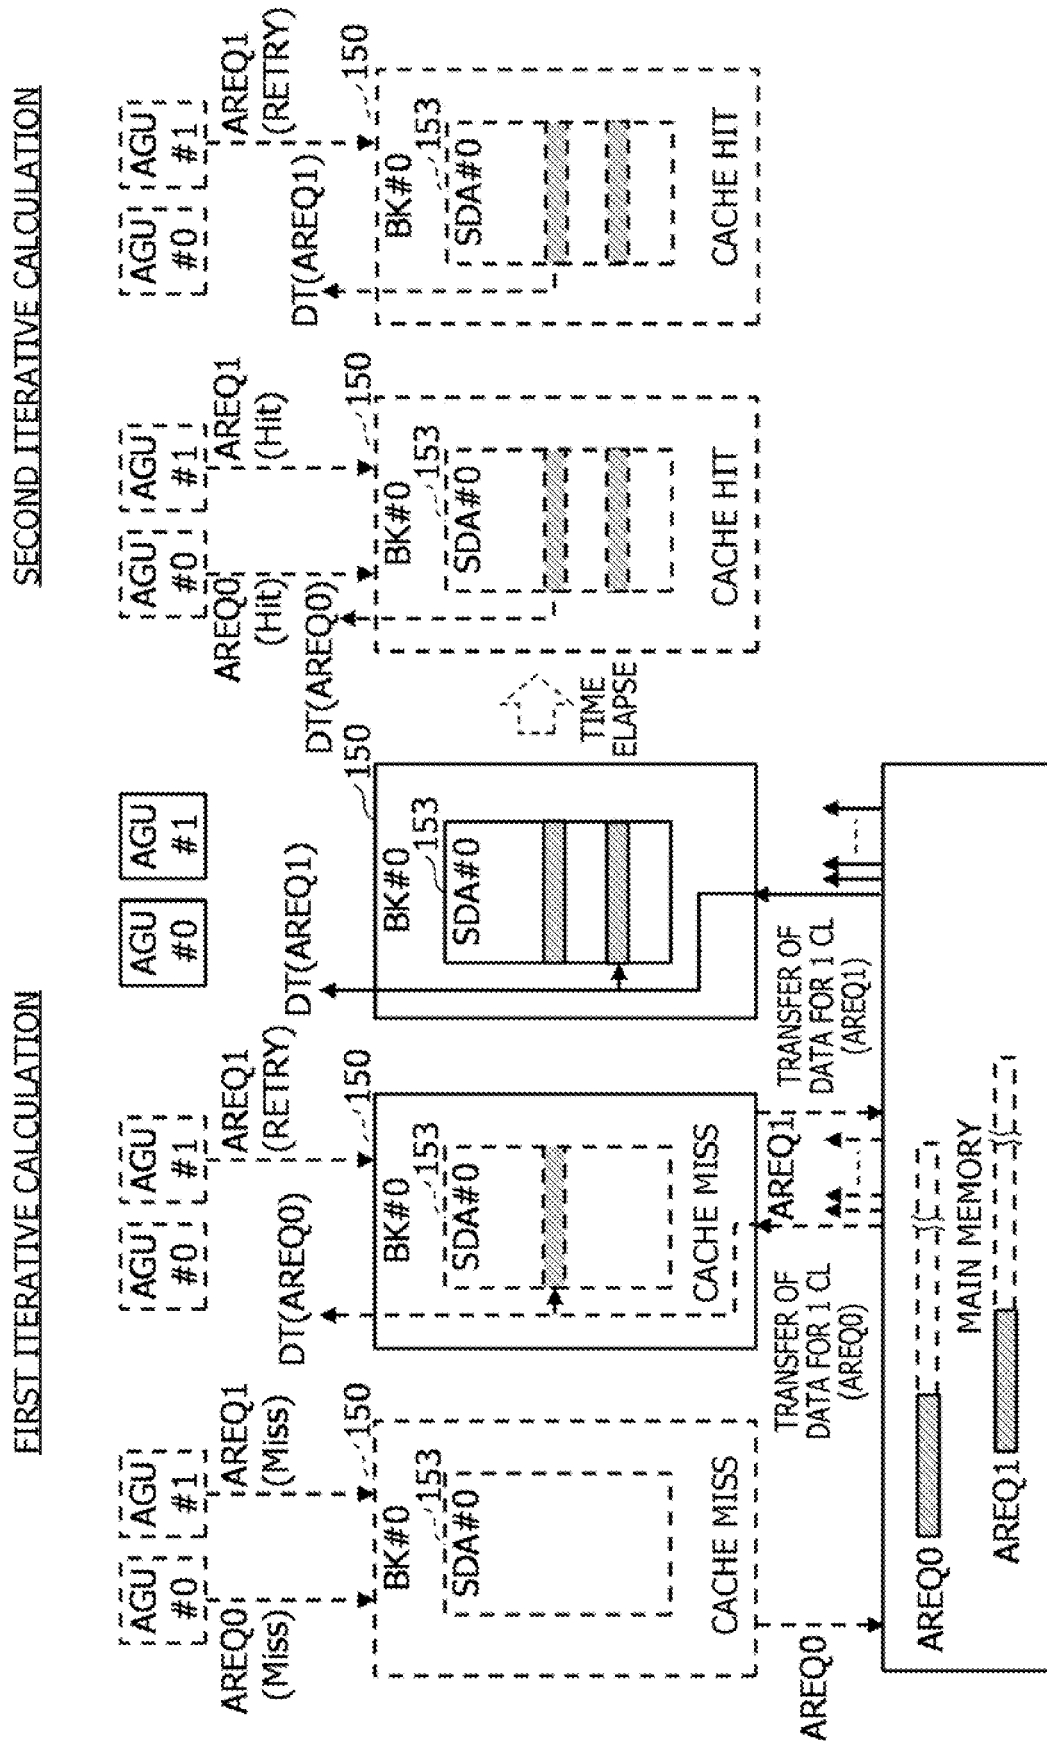 FIRST ITERATIVE CALCULATION
SECOND ITERATIVE CALCULATION
AGU
#0
AGU
#1
AREQ0
(Miss)
AREQ1
(Miss)
150
BK#0
153
SDA#0
CACHE MISS
AREQ0
AGU
#0
AGU
#1
DT(AREQ0)
AREQ1
(RETRY)
150
BK#0
153
SDA#0
CACHE MISS
TRANSFER OF
DATA FOR 1 CL
(AREQ0)
AREQ1
AGU
#0
AGU
#1
DT(AREQ1)
150
BK#0
153
SDA#0
TRANSFER OF
DATA FOR 1 CL
(AREQ1)
AREQ0
MAIN MEMORY
AREQ1
TIME
ELAPSE
AGU
#0
AGU
#1
AREQ0
(Hit)
AREQ1
(Hit)
DT(AREQ0)
150
BK#0
153
SDA#0
CACHE HIT
AGU
#0
AGU
#1
AREQ1
(RETRY)
DT(AREQ1)
150
BK#0
153
SDA#0
CACHE HIT